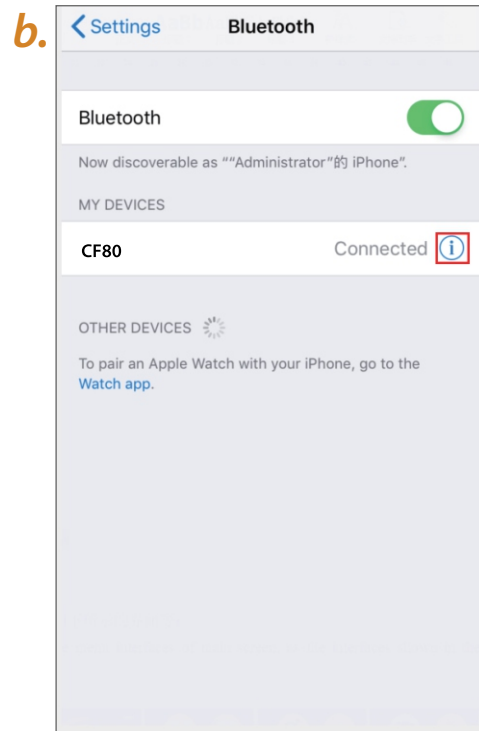 b.
Settings Bluetooth
Bluetooth
Now discoverable as ““Administrator”的 iPhone”.
MY DEVICES
CF80 Connected i
OTHER DEVICES
To pair an Apple Watch with your iPhone, go to the
Watch app.